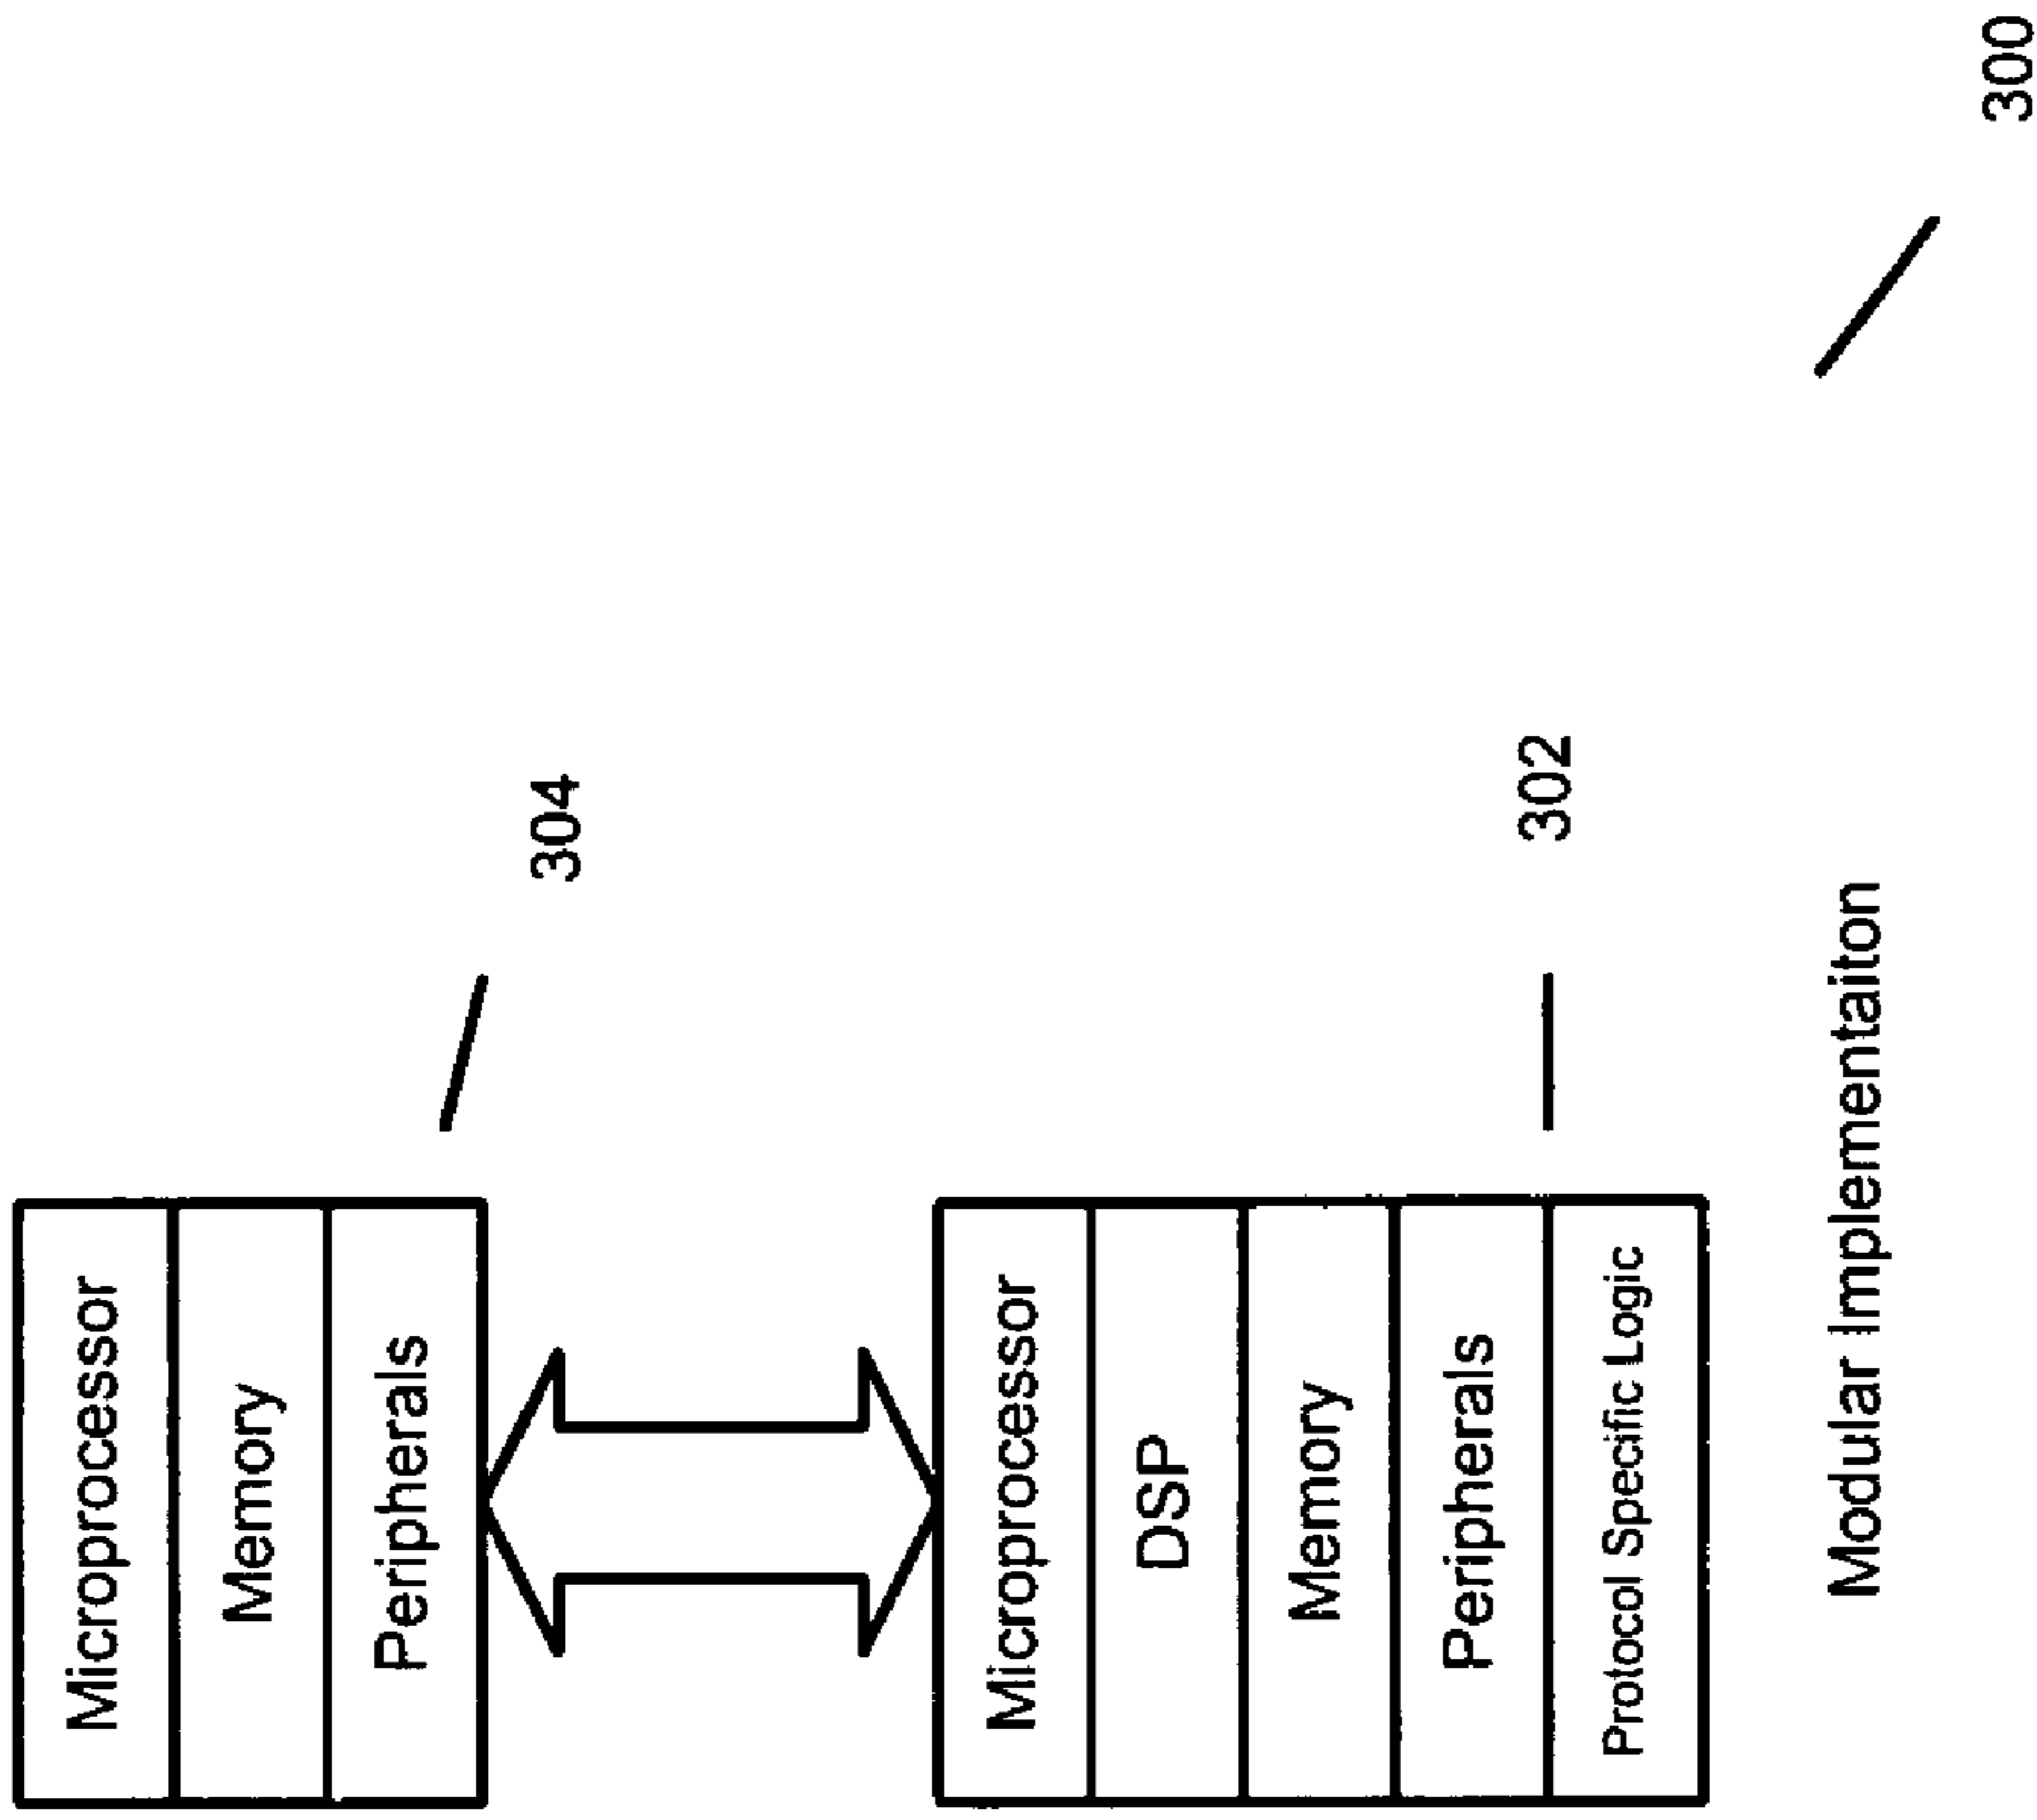 Microprocessor
Memory
Peripherals
304
Microprocessor
DSP
Memory
Peripherals
Protocol Specific Logic
302
Modular Implementaiton
300